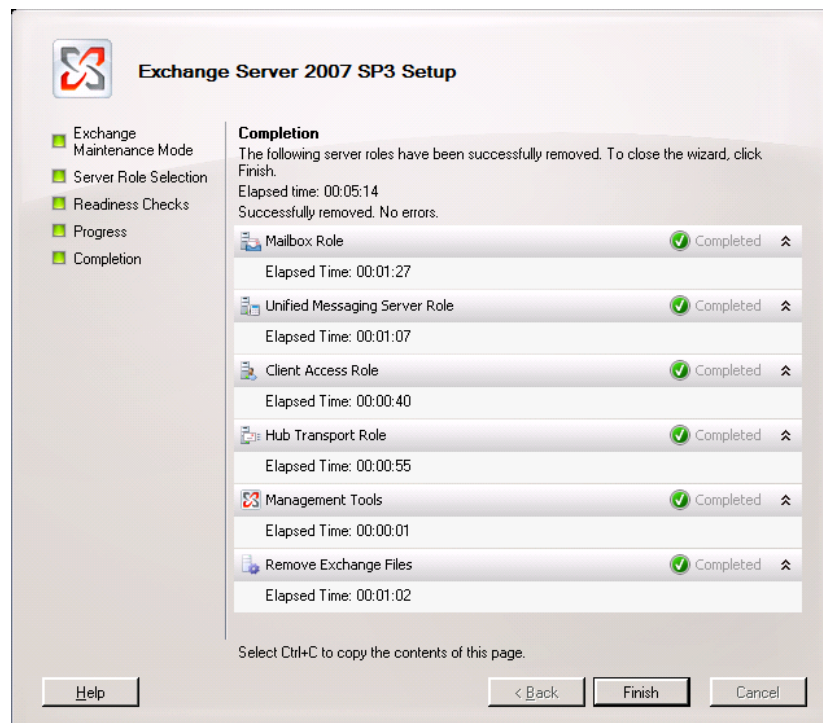 Exchange Server 2007 SP3 Setup
Exchange
Maintenance Mode
Server Role Selection
Readiness Checks
Progress
Completion
Completion
The following server roles have been successfully removed. To close the wizard, click
Finish.
Elapsed time: 00:05:14
Successfully removed. No errors.
Mailbox Role Completed
Elapsed Time: 00:01:27
Unified Messaging Server Role Completed
Elapsed Time: 00:01:07
Client Access Role Completed
Elapsed Time: 00:00:40
Hub Transport Role Completed
Elapsed Time: 00:00:55
Management Tools Completed
Elapsed Time: 00:00:01
Remove Exchange Files Completed
Elapsed Time: 00:01:02
Select Ctrl+C to copy the contents of this page.
Help < Back Finish Cancel